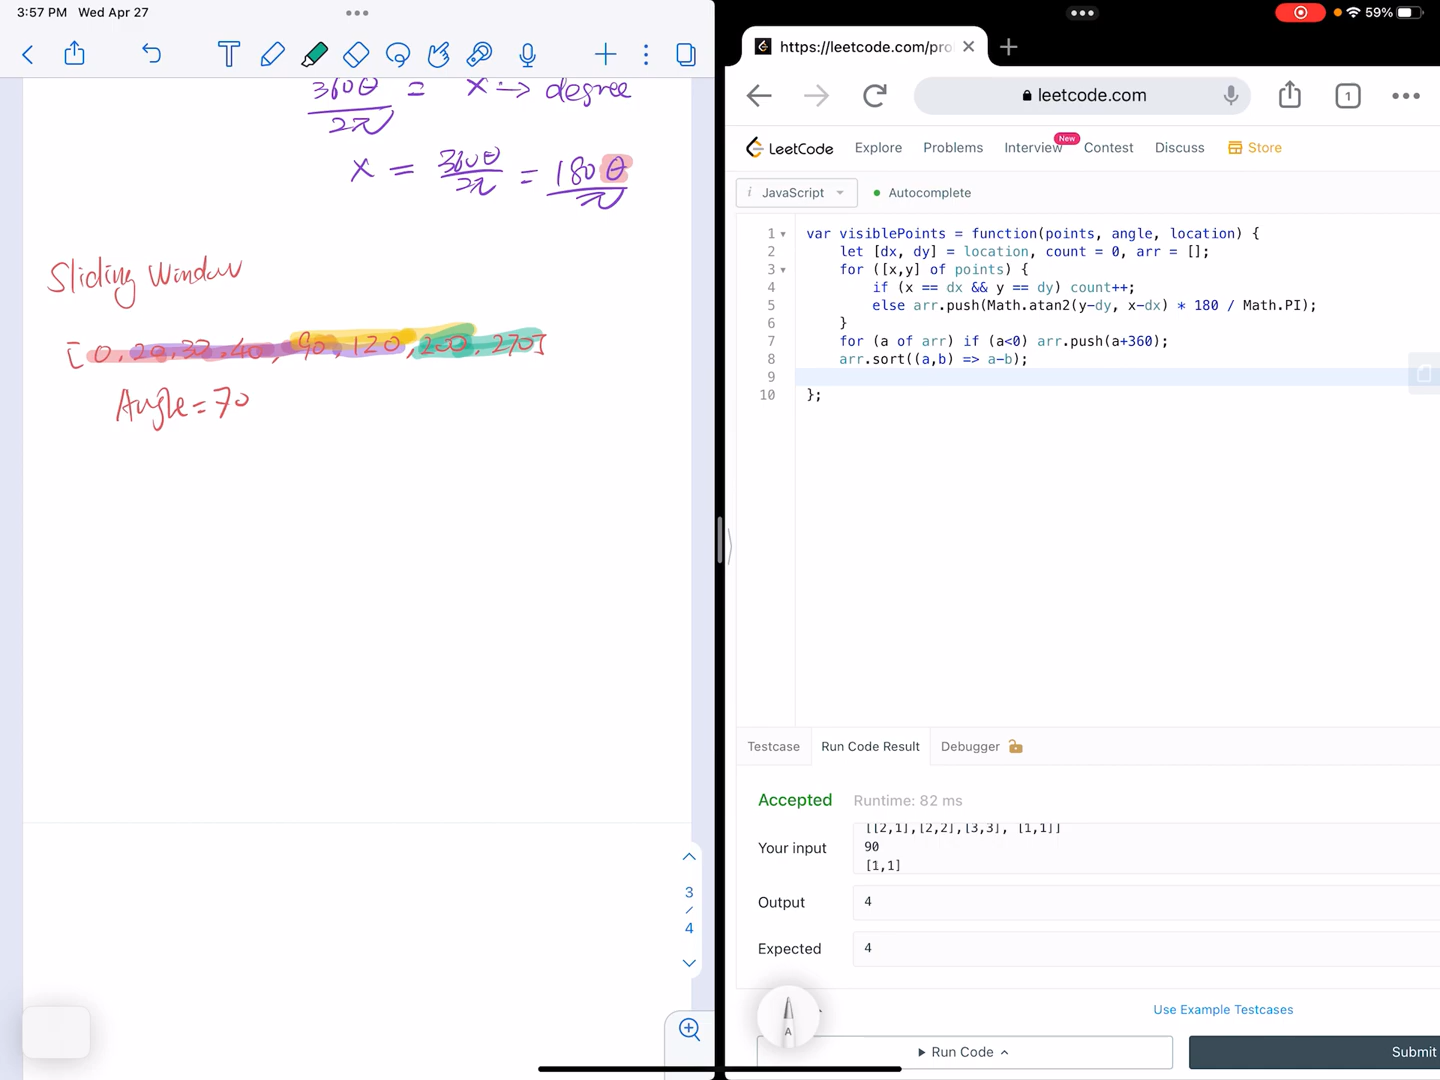 3:57 PM Wed Apr 27
360θ = x → degree
2π
x = 360θ = 180θ
2π π
Sliding Window
[0, 20, 30, 40, 90, 120, 200, 270]
Angle = 70
3
/
4
A
59%
https://leetcode.com/pro
leetcode.com
1
LeetCode Explore Problems Interview New Contest Discuss Store
i JavaScript Autocomplete
1 var visiblePoints = function(points, angle, location) {
2 let [dx, dy] = location, count = 0, arr = [];
3 for ([x,y] of points) {
4 if (x == dx && y == dy) count++;
5 else arr.push(Math.atan2(y-dy, x-dx) * 180 / Math.PI);
6 }
7 for (a of arr) if (a<0) arr.push(a+360);
8 arr.sort((a,b) => a-b);
9
10 };
Testcase Run Code Result Debugger
Accepted Runtime: 82 ms
[[2,1],[2,2],[3,3], [1,1]]
Your input 90
[1,1]
Output 4
Expected 4
Use Example Testcases
Run Code
Submit